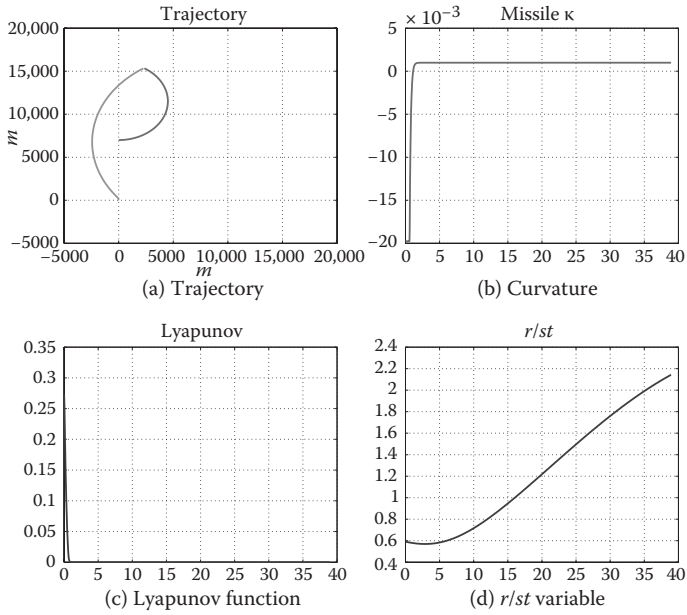 Trajectory
20,000
15,000
10,000
5000
0
−5000
m
−5000 0 5000 10,000 15,000 20,000
m
(a) Trajectory
× 10⁻³ Missile κ
5
0
−5
−10
−15
−20
0 5 10 15 20 25 30 35 40
(b) Curvature
Lyapunov
0.35
0.3
0.25
0.2
0.15
0.1
0.05
0
0 5 10 15 20 25 30 35 40
(c) Lyapunov function
r/st
2.4
2.2
2
1.8
1.6
1.4
1.2
1
0.8
0.6
0.4
0 5 10 15 20 25 30 35 40
(d) r/st variable